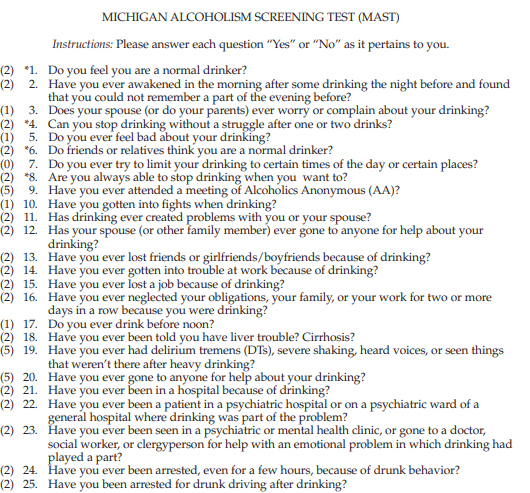 MICHIGAN ALCOHOLISM SCREENING TEST (MAST)
Instructions: Please answer each question “Yes” or “No” as it pertains to you.
(2) *1. Do you feel you are a normal drinker?
(2) 2. Have you ever awakened in the morning after some drinking the night before and found
that you could not remember a part of the evening before?
(1) 3. Does your spouse (or do your parents) ever worry or complain about your drinking?
(2) *4. Can you stop drinking without a struggle after one or two drinks?
(1) 5. Do you ever feel bad about your drinking?
(2) *6. Do friends or relatives think you are a normal drinker?
(0) 7. Do you ever try to limit your drinking to certain times of the day or certain places?
(2) *8. Are you always able to stop drinking when you want to?
(5) 9. Have you ever attended a meeting of Alcoholics Anonymous (AA)?
(1) 10. Have you gotten into fights when drinking?
(2) 11. Has drinking ever created problems with you or your spouse?
(2) 12. Has your spouse (or other family member) ever gone to anyone for help about your
drinking?
(2) 13. Have you ever lost friends or girlfriends/boyfriends because of drinking?
(2) 14. Have you ever gotten into trouble at work because of drinking?
(2) 15. Have you ever lost a job because of drinking?
(2) 16. Have you ever neglected your obligations, your family, or your work for two or more
days in a row because you were drinking?
(1) 17. Do you ever drink before noon?
(2) 18. Have you ever been told you have liver trouble? Cirrhosis?
(5) 19. Have you ever had delirium tremens (DTs), severe shaking, heard voices, or seen things
that weren’t there after heavy drinking?
(5) 20. Have you ever gone to anyone for help about your drinking?
(2) 21. Have you ever been in a hospital because of drinking?
(2) 22. Have you ever been a patient in a psychiatric hospital or on a psychiatric ward of a
general hospital where drinking was part of the problem?
(2) 23. Have you ever been seen in a psychiatric or mental health clinic, or gone to a doctor,
social worker, or clergyperson for help with an emotional problem in which drinking had
played a part?
(2) 24. Have you ever been arrested, even for a few hours, because of drunk behavior?
(2) 25. Have you been arrested for drunk driving after drinking?